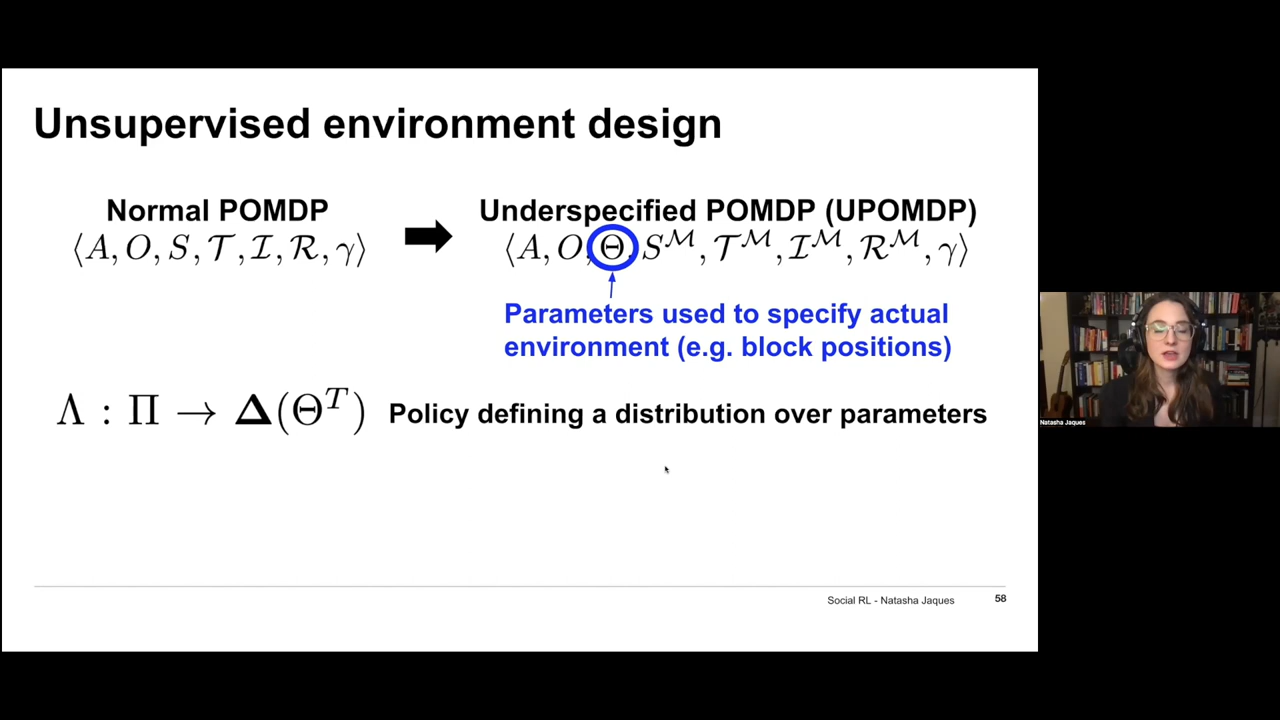 Unsupervised environment design
Normal POMDP
⟨A, O, S, 𝒯, ℐ, ℛ, γ⟩
Underspecified POMDP (UPOMDP)
⟨A, O, Θ, S^ℳ, 𝒯^ℳ, ℐ^ℳ, ℛ^ℳ, γ⟩
Parameters used to specify actual
environment (e.g. block positions)
Λ : Π → Δ(Θ^T) Policy defining a distribution over parameters
Social RL - Natasha Jaques 58
Natasha Jaques